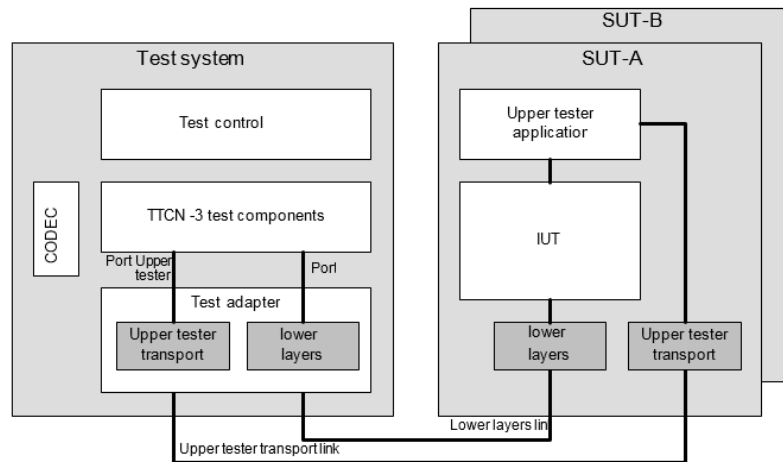 SUT-B
Test system
SUT-A
Test control
Upper tester
applicatior
CODEC
TTCN -3 test components
IUT
Port Upper
tester
Porl
Test adapter
Upper tester
transport
lower
layers
lower
layers
Upper tester
transport
Lower layers lin
Upper tester transport link